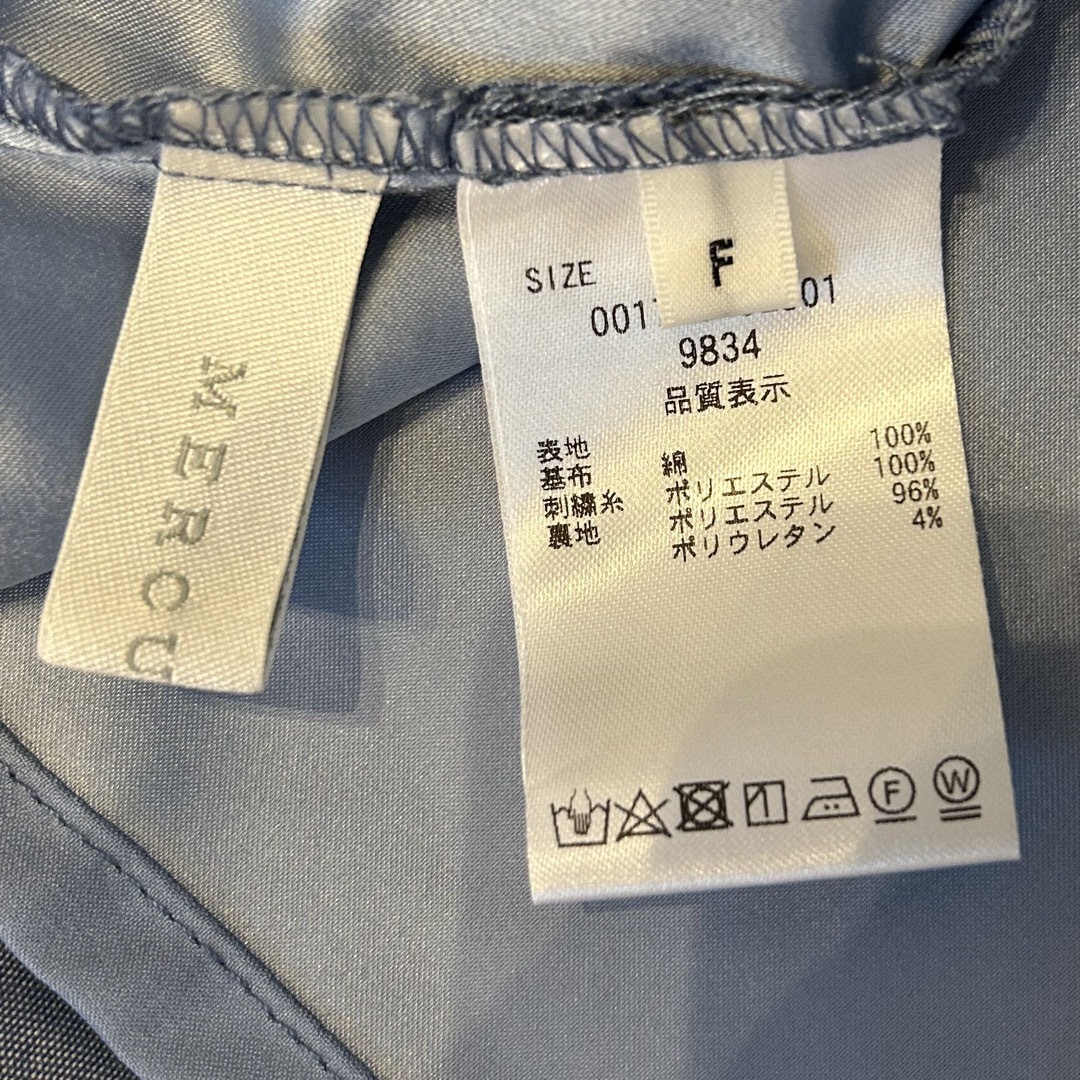 MERCU
SIZE F
9834
品質表示
表地
基布 綿 100%
刺繍糸 ポリエステル 100%
裏地 ポリエステル 96%
ポリウレタン 4%
F
W